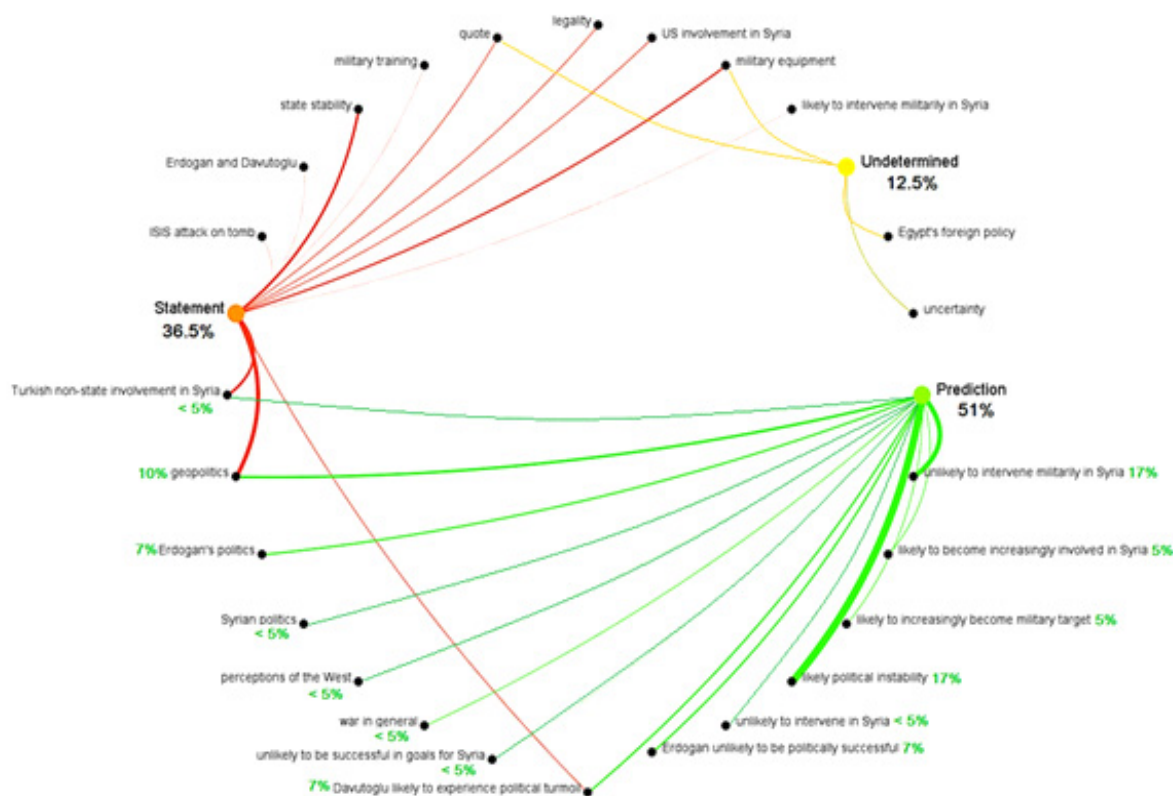 legality
quote
US involvement in Syria
military training
military equipment
state stability
likely to intervene militarily in Syria
Erdogan and Davutoglu
Undetermined
12.5%
ISIS attack on tomb
Egypt's foreign policy
Statement
36.5%
uncertainty
Turkish non-state involvement in Syria
< 5%
Prediction
51%
10% geopolitics
unlikely to intervene militarily in Syria 17%
7% Erdogan's politics
likely to become increasingly involved in Syria 5%
Syrian politics
< 5%
likely to increasingly become military target 5%
perceptions of the West
< 5%
likely political instability 17%
war in general
< 5%
unlikely to intervene in Syria < 5%
unlikely to be successful in goals for Syria
< 5%
Erdogan unlikely to be politically successful 7%
7% Davutoglu likely to experience political turmoil